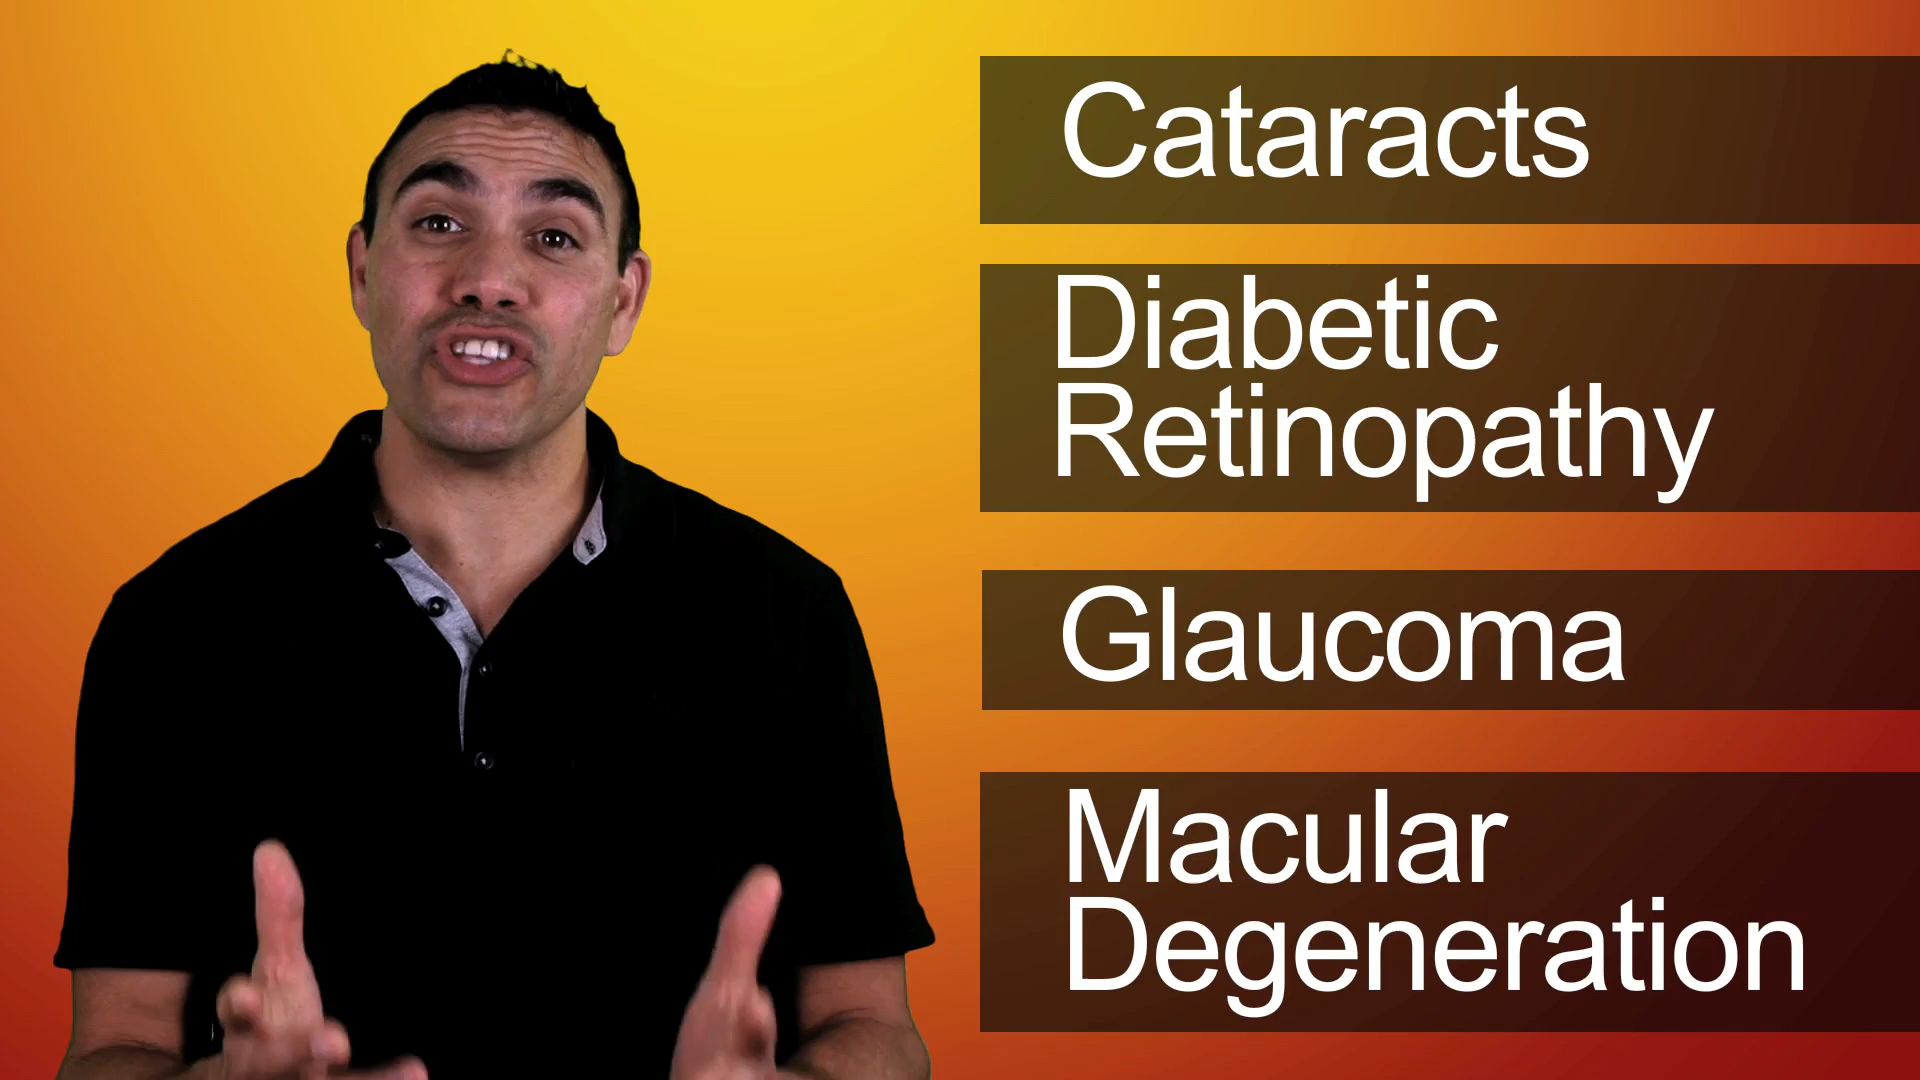 Cataracts
Diabetic
Retinopathy
Glaucoma
Macular
Degeneration